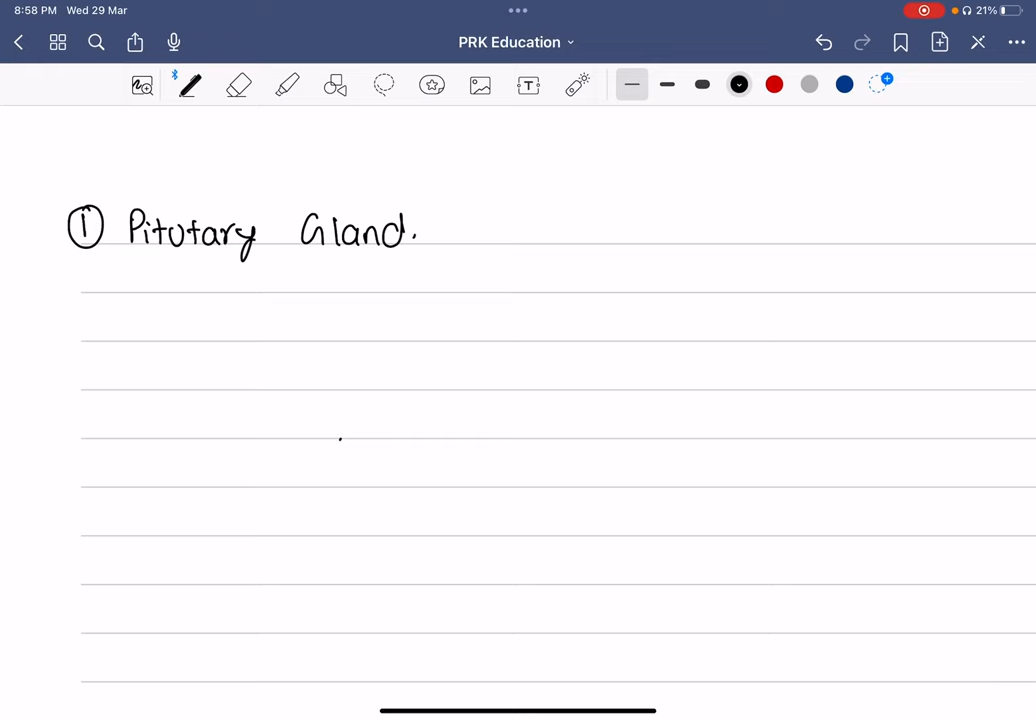 8:58 PM Wed 29 Mar 21%
PRK Education
T
① Pitutary Gland.